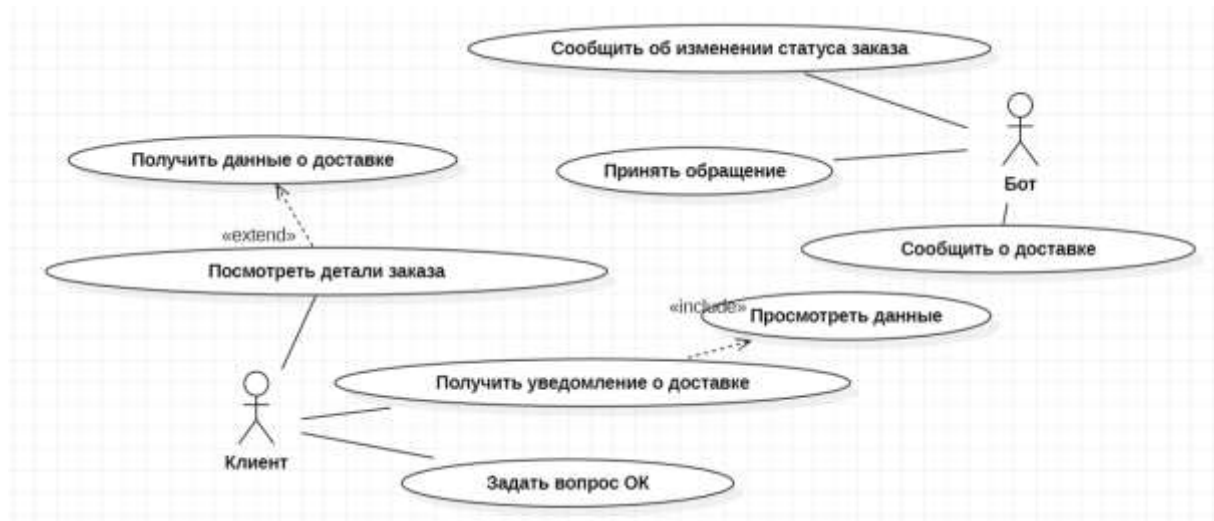 Сообщить об изменении статуса заказа
Получить данные о доставке
Принять обращение
Бот
«extend»
Сообщить о доставке
Посмотреть детали заказа
«include»
Просмотреть данные
Получить уведомление о доставке
Клиент
Задать вопрос ОК